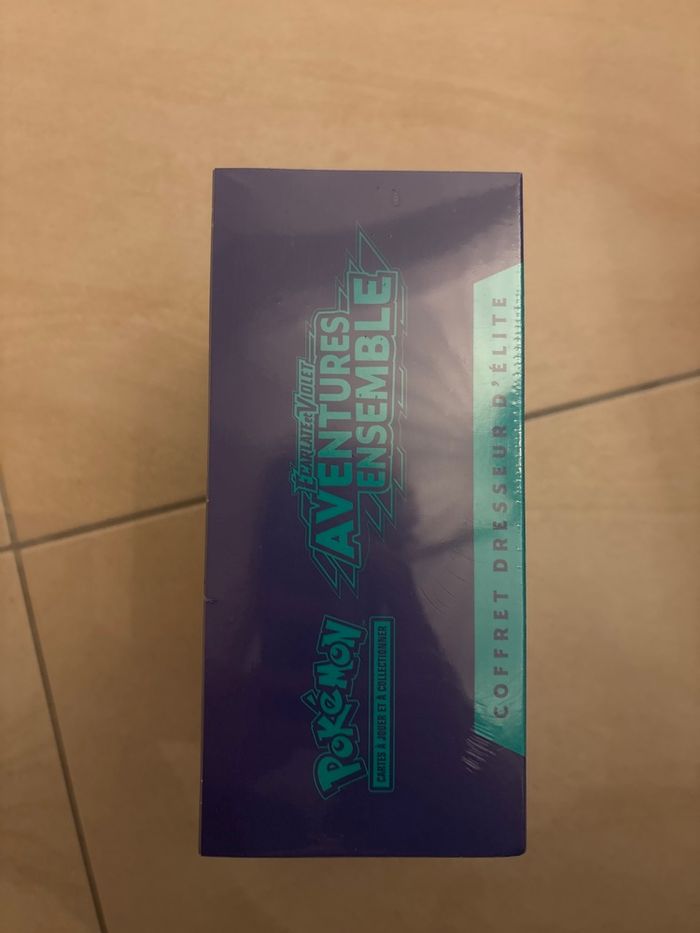 POKÉMON
CARTES À JOUER ET À COLLECTIONNER
ÉCARLATE ET VIOLET
AVENTURES
ENSEMBLE
COFFRET DRESSEUR D'ÉLITE